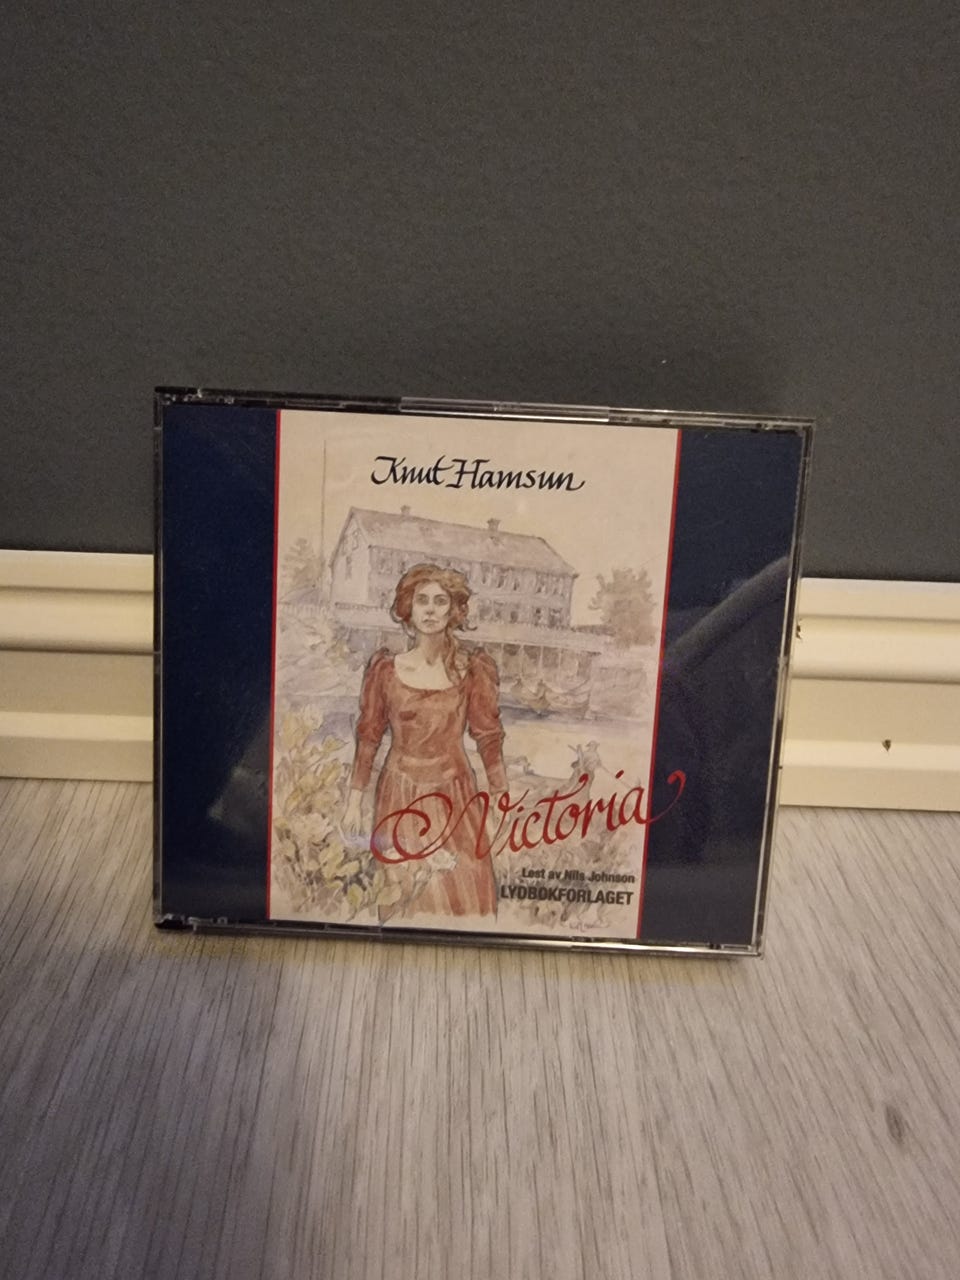 Knut Hamsun
Victoria
Lest av Nils Johnson
LYDBOKFORLAGET